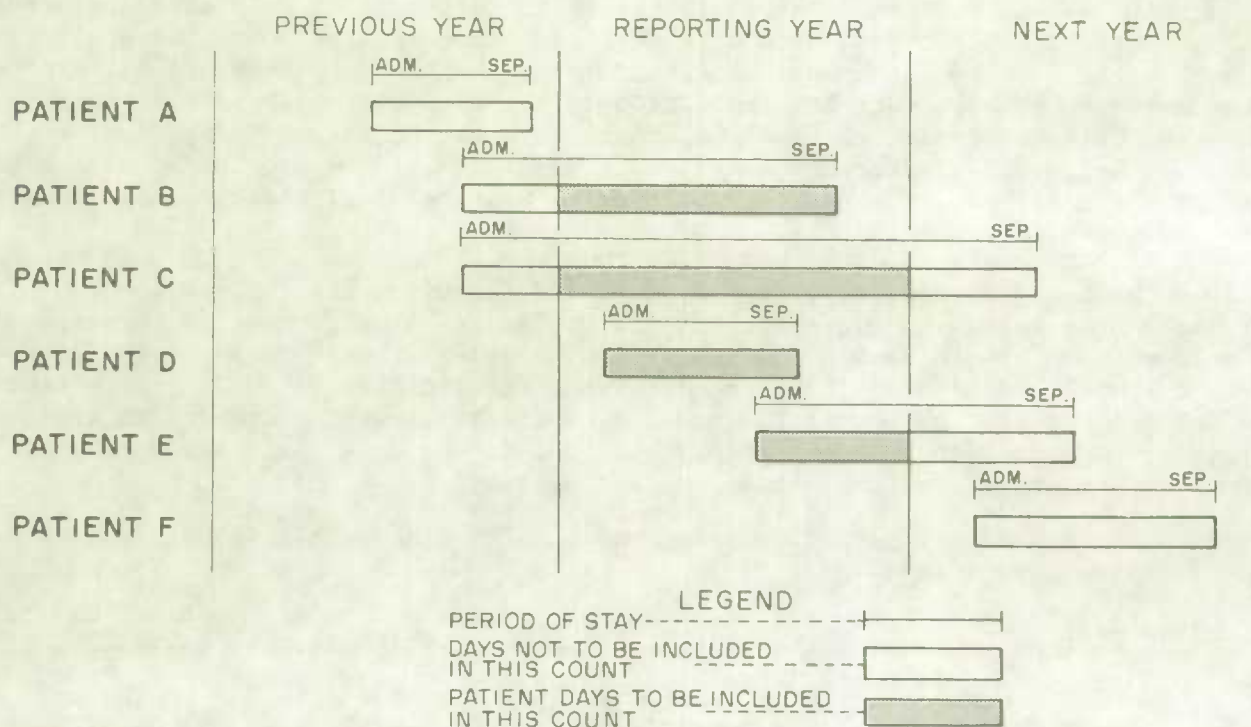 PREVIOUS YEAR REPORTING YEAR NEXT YEAR
ADM. SEP.
PATIENT A
ADM. SEP.
PATIENT B
ADM. SEP.
PATIENT C
ADM. SEP.
PATIENT D
ADM. SEP.
PATIENT E
ADM. SEP.
PATIENT F
LEGEND
PERIOD OF STAY
DAYS NOT TO BE INCLUDED
IN THIS COUNT
PATIENT DAYS TO BE INCLUDED
IN THIS COUNT